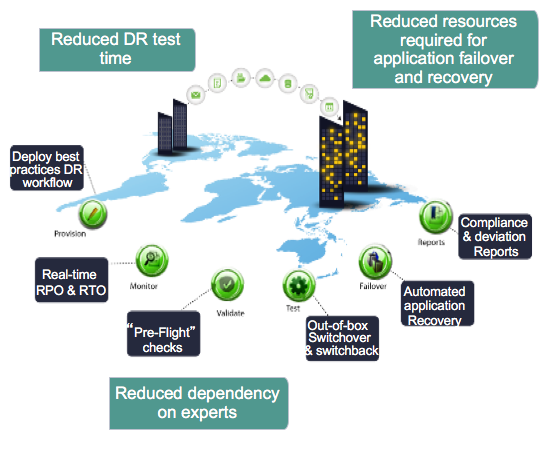 Reduced DR test
time
Reduced resources
required for
application failover
and recovery
Deploy best
practices DR
workflow
Provision
Real-time
RPO & RTO
Monitor
“Pre-Flight”
checks
Validate
Test
Out-of-box
Switchover
& switchback
Failover
Automated
application
Recovery
Reports
Compliance
& deviation
Reports
Reduced dependency
on experts